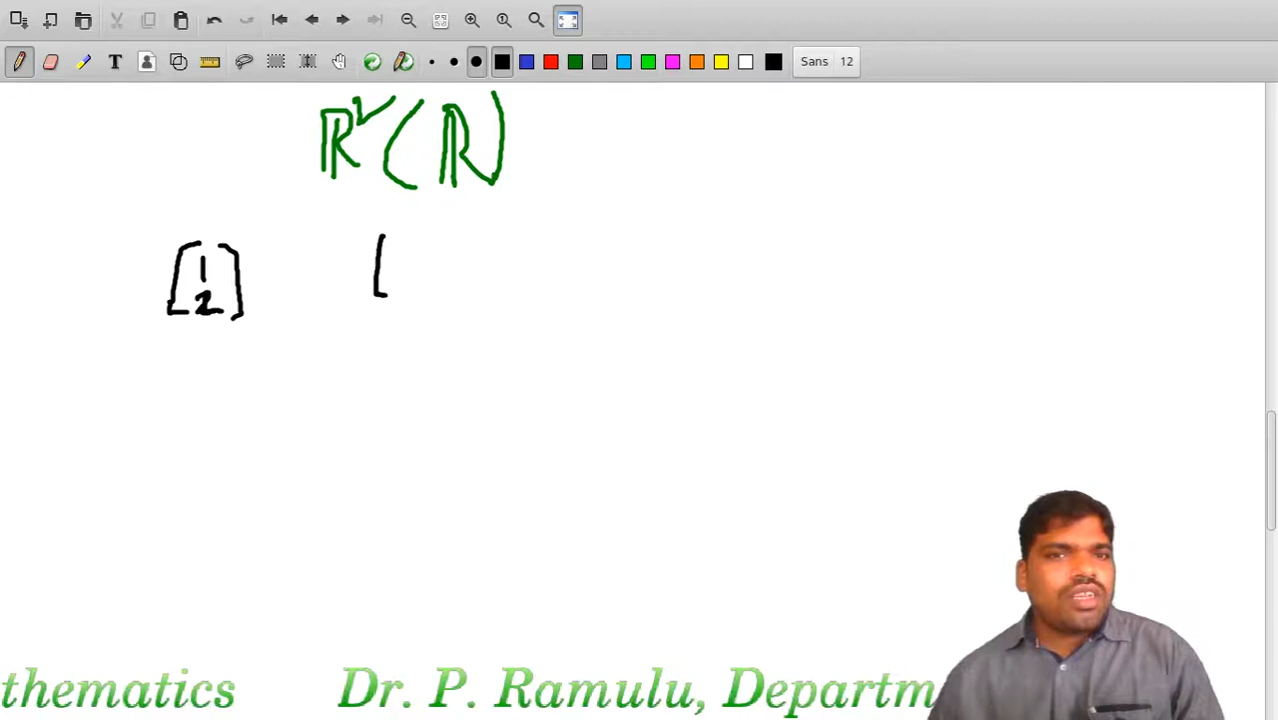 Sans 12
ℝ² (ℝ)
[1
2]
[
thematics Dr. P. Ramulu, Departm